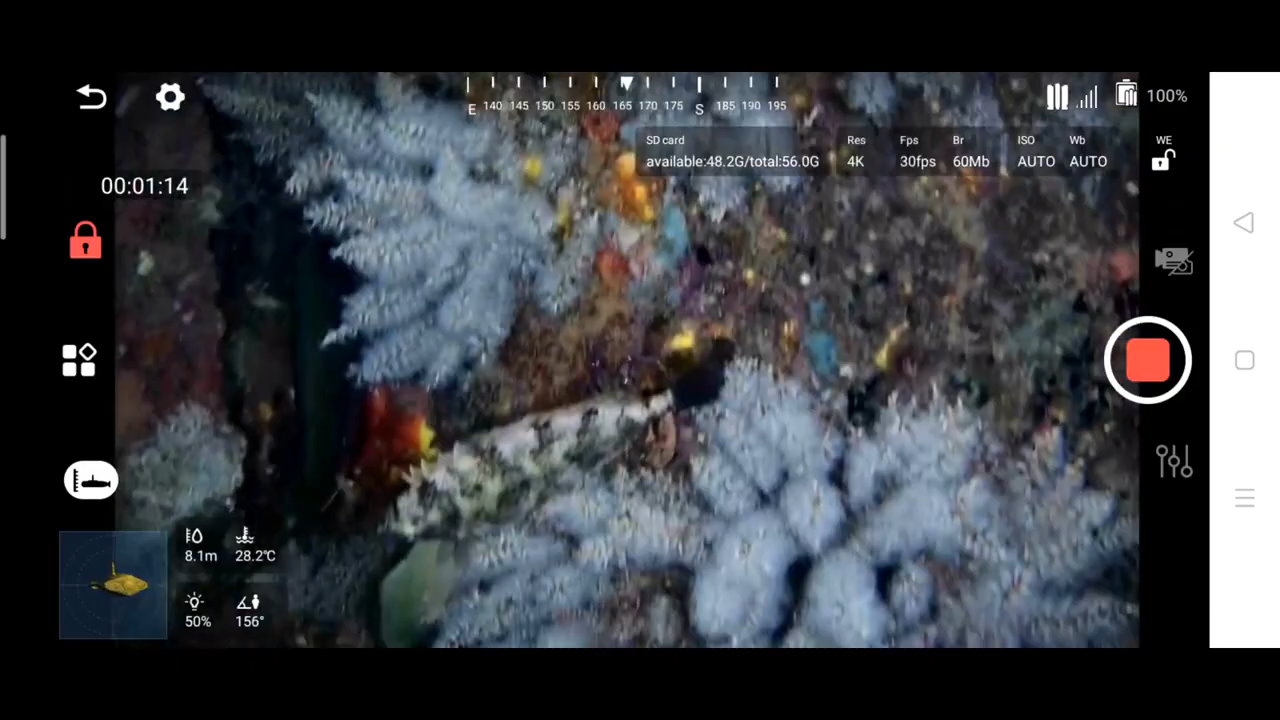 E 140 145 150 155 160 165 170 175 S 185 190 195
100%
SD card
available:48.2G/total:56.0G
Res
4K
Fps
30fps
Br
60Mb
ISO
AUTO
Wb
AUTO
WE
00:01:14
8.1m
28.2℃
50%
156°